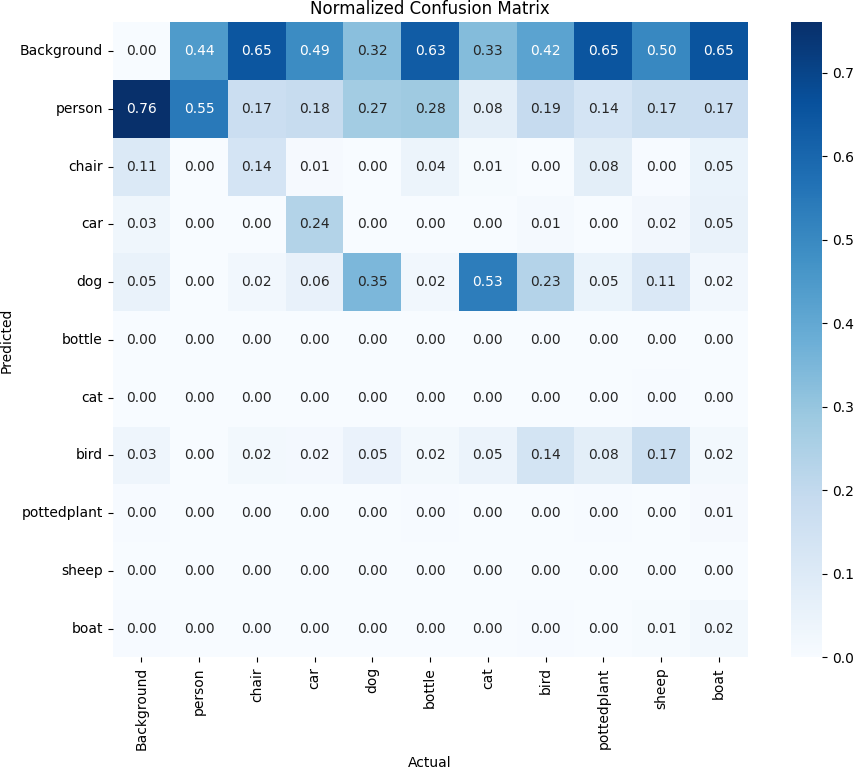 Normalized Confusion Matrix
Background 0.00 0.44 0.65 0.49 0.32 0.63 0.33 0.42 0.65 0.50 0.65
person 0.76 0.55 0.17 0.18 0.27 0.28 0.08 0.19 0.14 0.17 0.17
chair 0.11 0.00 0.14 0.01 0.00 0.04 0.01 0.00 0.08 0.00 0.05
car 0.03 0.00 0.00 0.24 0.00 0.00 0.00 0.01 0.00 0.02 0.05
dog 0.05 0.00 0.02 0.06 0.35 0.02 0.53 0.23 0.05 0.11 0.02
bottle 0.00 0.00 0.00 0.00 0.00 0.00 0.00 0.00 0.00 0.00 0.00
cat 0.00 0.00 0.00 0.00 0.00 0.00 0.00 0.00 0.00 0.00 0.00
bird 0.03 0.00 0.02 0.02 0.05 0.02 0.05 0.14 0.08 0.17 0.02
pottedplant 0.00 0.00 0.00 0.00 0.00 0.00 0.00 0.00 0.00 0.00 0.01
sheep 0.00 0.00 0.00 0.00 0.00 0.00 0.00 0.00 0.00 0.00 0.00
boat 0.00 0.00 0.00 0.00 0.00 0.00 0.00 0.00 0.00 0.01 0.02
Predicted
Background person chair car dog bottle cat bird pottedplant sheep boat
Actual
0.7
0.6
0.5
0.4
0.3
0.2
0.1
0.0